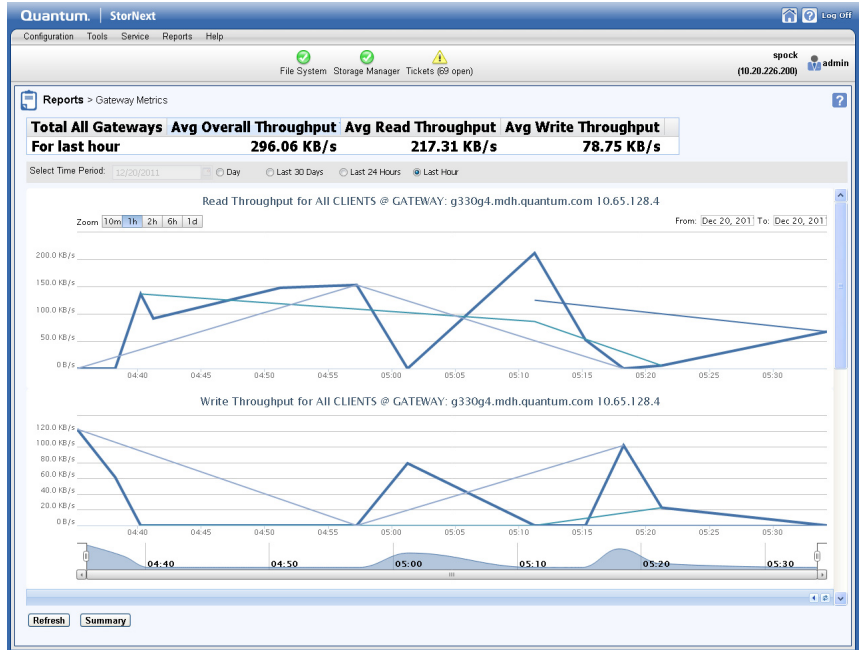 Quantum. | StorNext
Log Off
Configuration Tools Service Reports Help
File System Storage Manager Tickets (69 open)
spock
(10.20.226.200)
admin
Reports > Gateway Metrics
?
Total All Gateways Avg Overall Throughput Avg Read Throughput Avg Write Throughput
For last hour 296.06 KB/s 217.31 KB/s 78.75 KB/s
Select Time Period: 12/20/2011 Day Last 30 Days Last 24 Hours Last Hour
Read Throughput for All CLIENTS @ GATEWAY: g330g4.mdh.quantum.com 10.65.128.4
Zoom 10m 1h 2h 6h 1d From: Dec 20, 201 To: Dec 20, 201
200.0 KB/s
150.0 KB/s
100.0 KB/s
50.0 KB/s
0 B/s
04:40 04:45 04:50 04:55 05:00 05:05 05:10 05:15 05:20 05:25 05:30
Write Throughput for All CLIENTS @ GATEWAY: g330g4.mdh.quantum.com 10.65.128.4
120.0 KB/s
100.0 KB/s
80.0 KB/s
60.0 KB/s
40.0 KB/s
20.0 KB/s
0 B/s
04:40 04:45 04:50 04:55 05:00 05:05 05:10 05:15 05:20 05:25 05:30
04:40 04:50 05:00 05:10 05:20 05:30
Refresh Summary